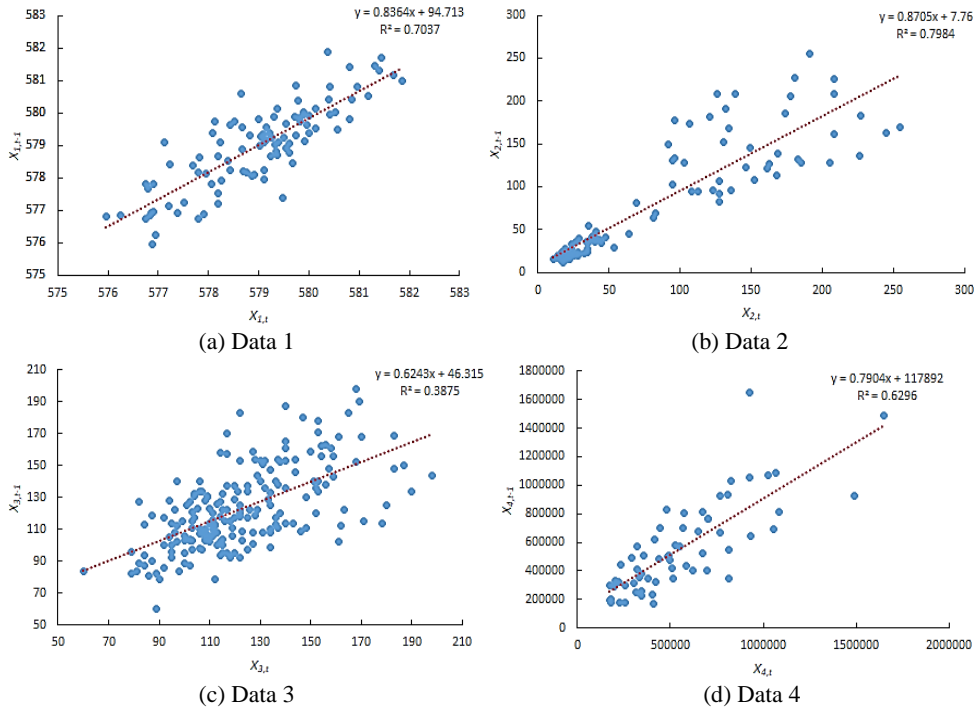 y = 0.8364x + 94.713
R² = 0.7037
583
582
581
580
579
578
577
576
575
X1,t-1
575 576 577 578 579 580 581 582 583
X1,t
(a) Data 1
y = 0.8705x + 7.76
R² = 0.7984
300
250
200
150
100
50
0
X2,t-1
0 50 100 150 200 250 300
X2,t
(b) Data 2
y = 0.6243x + 46.315
R² = 0.3875
210
190
170
150
130
110
90
70
50
X3,t-1
50 70 90 110 130 150 170 190 210
X3,t
(c) Data 3
y = 0.7904x + 117892
R² = 0.6296
1800000
1600000
1400000
1200000
1000000
800000
600000
400000
200000
0
X4,t-1
0 500000 1000000 1500000 2000000
X4,t
(d) Data 4